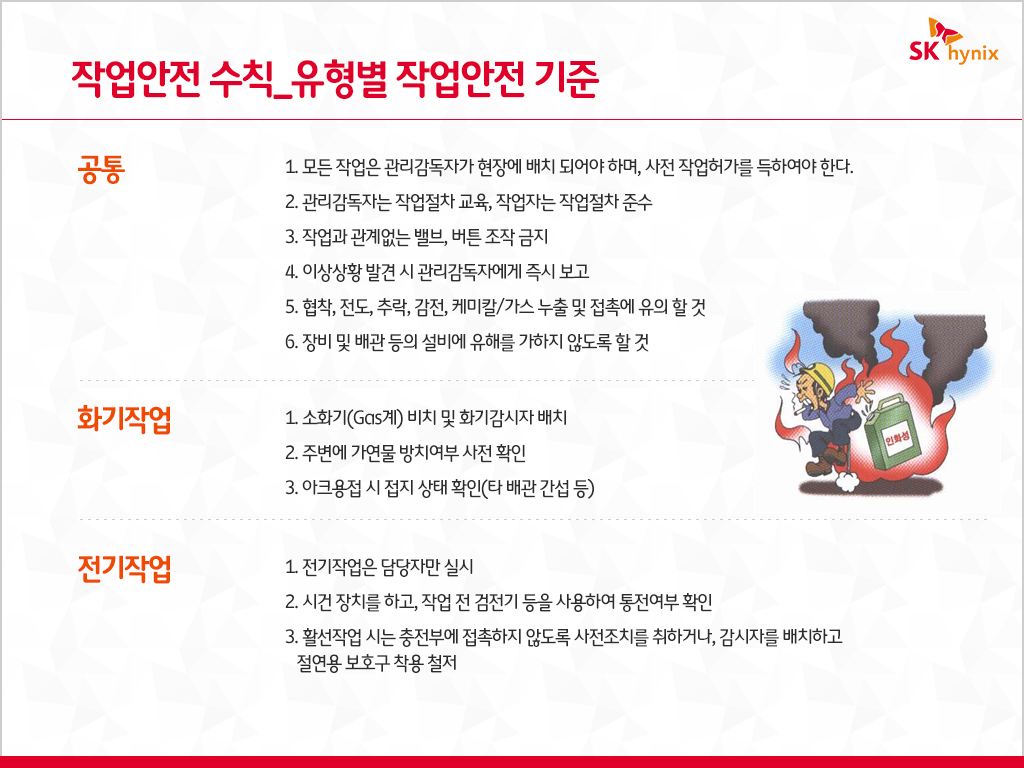 SK hynix
작업안전 수칙_유형별 작업안전 기준
공통
1. 모든 작업은 관리감독자가 현장에 배치 되어야 하며, 사전 작업허가를 득하여야 한다.
2. 관리감독자는 작업절차 교육, 작업자는 작업절차 준수
3. 작업과 관계없는 밸브, 버튼 조작 금지
4. 이상상황 발견 시 관리감독자에게 즉시 보고
5. 협착, 전도, 추락, 감전, 케미칼/가스 누출 및 접촉에 유의 할 것
6. 장비 및 배관 등의 설비에 유해를 가하지 않도록 할 것
인화성
화기작업
1. 소화기(Gas계) 비치 및 화기감시자 배치
2. 주변에 가연물 방치여부 사전 확인
3. 아크용접 시 접지 상태 확인(타 배관 간섭 등)
전기작업
1. 전기작업은 담당자만 실시
2. 시건 장치를 하고, 작업 전 검전기 등을 사용하여 통전여부 확인
3. 활선작업 시는 충전부에 접촉하지 않도록 사전조치를 취하거나, 감시자를 배치하고
절연용 보호구 착용 철저